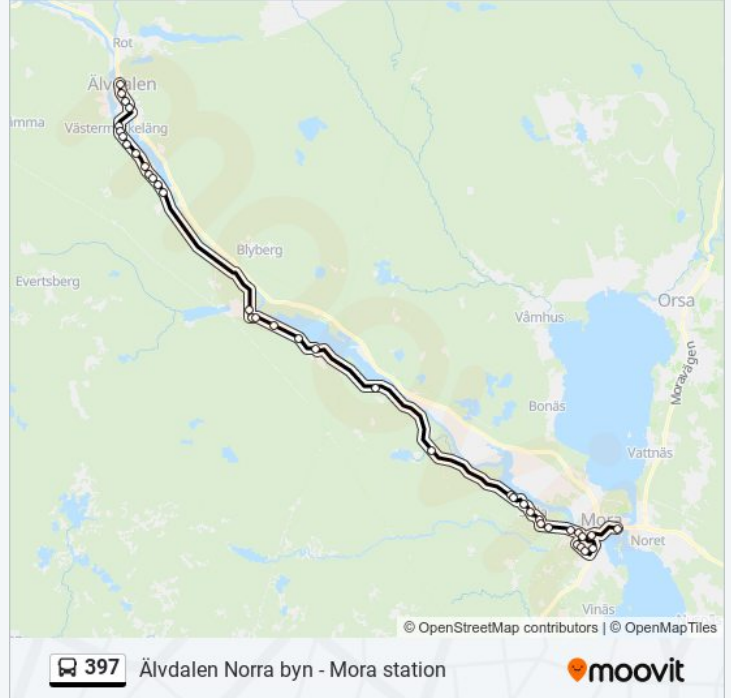 Rot
Älvdalen
ämma
Västermyckeläng
Blyberg
Evertsberg
Orsa
Våmhus
Moravägen
Bonäs
Vattnäs
Mora
Noret
Vinäs
© OpenStreetMap contributors | © OpenMapTiles
397 Älvdalen Norra byn - Mora station
moovit